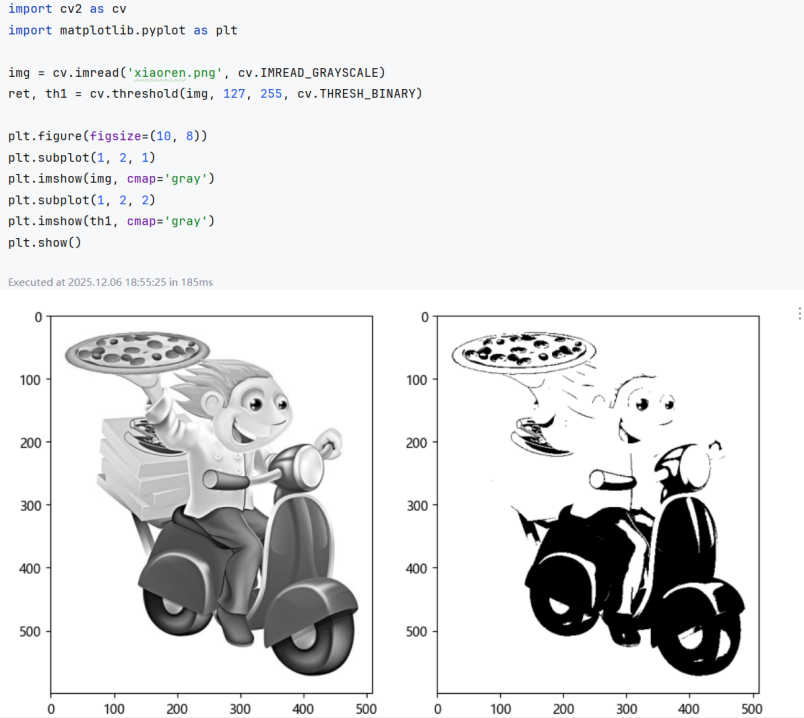 import cv2 as cv
import matplotlib.pyplot as plt
img = cv.imread('xiaoren.png', cv.IMREAD_GRAYSCALE)
ret, th1 = cv.threshold(img, 127, 255, cv.THRESH_BINARY)
plt.figure(figsize=(10, 8))
plt.subplot(1, 2, 1)
plt.imshow(img, cmap='gray')
plt.subplot(1, 2, 2)
plt.imshow(th1, cmap='gray')
plt.show()
Executed at 2025.12.06 18:55:25 in 185ms
0
100
200
300
400
500
0 100 200 300 400 500
0
100
200
300
400
500
0 100 200 300 400 500